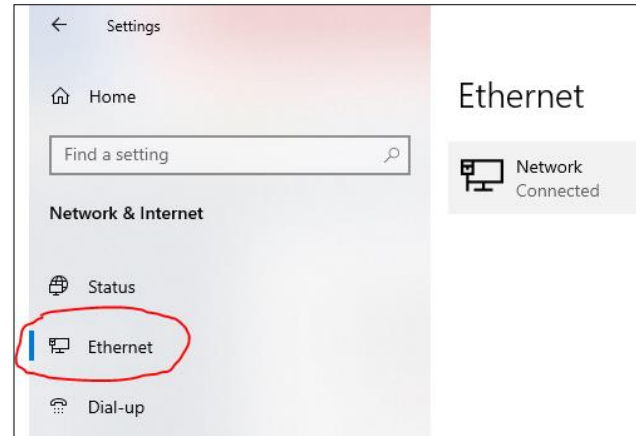 Settings
Home
Find a setting
Network & Internet
Status
Ethernet
Dial-up
Ethernet
Network
Connected